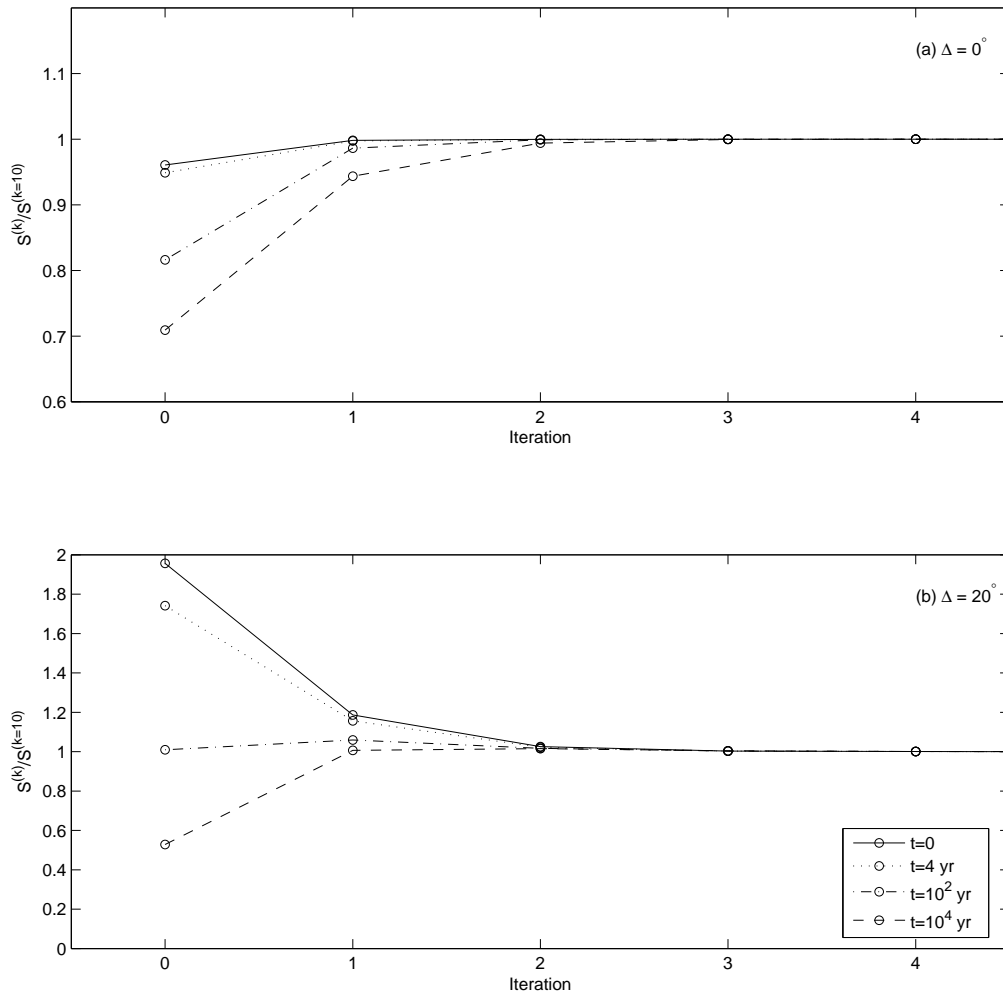 (a) Δ = 0°
1.1
1
0.9
0.8
0.7
0.6
S^(k)/S^(k=10)
0 1 2 3 4
Iteration
(b) Δ = 20°
2
1.8
1.6
1.4
1.2
1
0.8
0.6
0.4
0.2
0
S^(k)/S^(k=10)
t=0
t=4 yr
t=10^2 yr
t=10^4 yr
0 1 2 3 4
Iteration